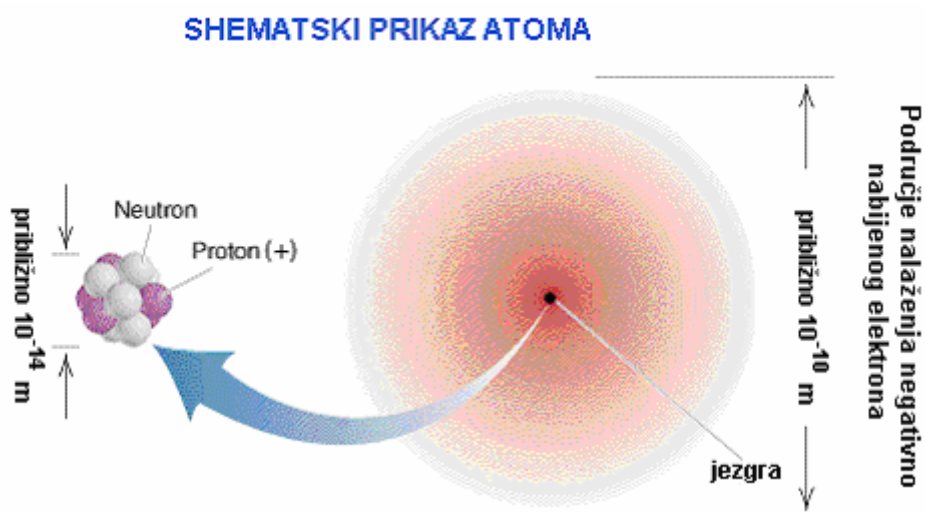 SHEMATSKI PRIKAZ ATOMA
Neutron
Proton (+)
približno 10⁻¹⁴ m
jezgra
približno 10⁻¹⁰ m
Područje nalaženja negativno
nabijenog elektrona